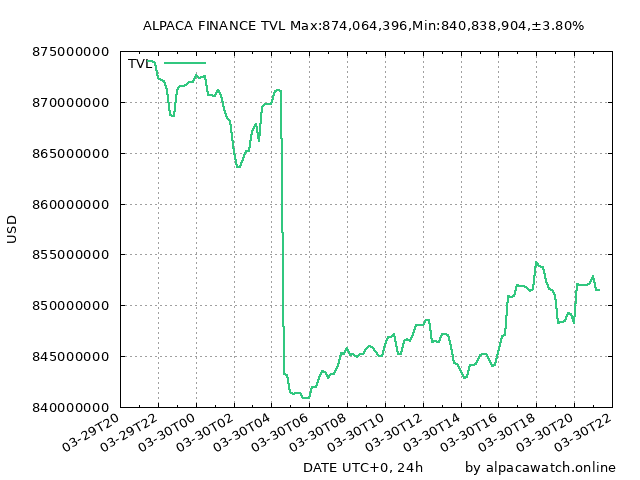 ALPACA FINANCE TVL Max:874,064,396,Min:840,838,904,±3.80%
875000000
TVL
870000000
865000000
860000000
855000000
850000000
845000000
840000000
USD
03-29T20
03-29T22
03-30T00
03-30T02
03-30T04
03-30T06
03-30T08
03-30T10
03-30T12
03-30T14
03-30T16
03-30T18
03-30T20
03-30T22
DATE UTC+0, 24h
by alpacawatch.online